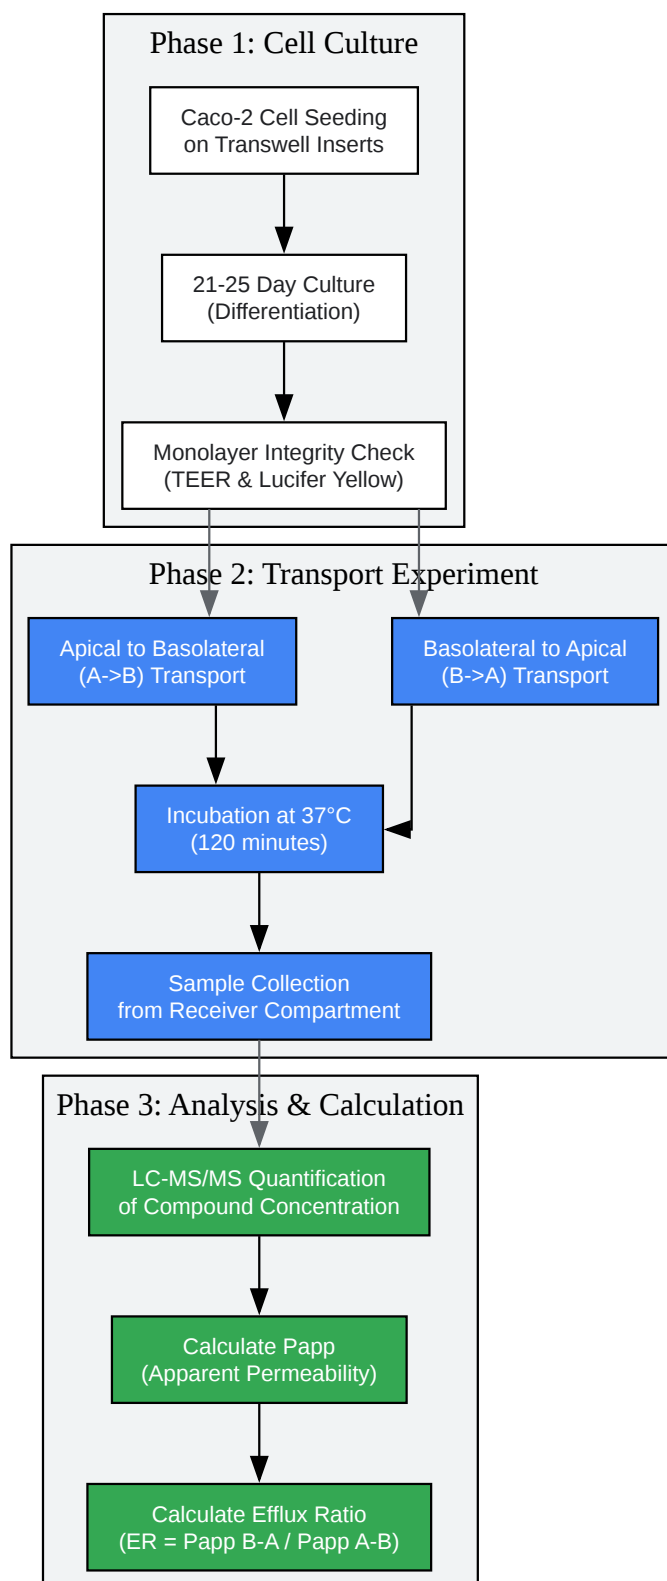 Phase 1: Cell Culture
Caco-2 Cell Seeding
on Transwell Inserts
21-25 Day Culture
(Differentiation)
Monolayer Integrity Check
(TEER & Lucifer Yellow)
Phase 2: Transport Experiment
Apical to Basolateral
(A->B) Transport
Basolateral to Apical
(B->A) Transport
Incubation at 37°C
(120 minutes)
Sample Collection
from Receiver Compartment
Phase 3: Analysis & Calculation
LC-MS/MS Quantification
of Compound Concentration
Calculate Papp
(Apparent Permeability)
Calculate Efflux Ratio
(ER = Papp B-A / Papp A-B)